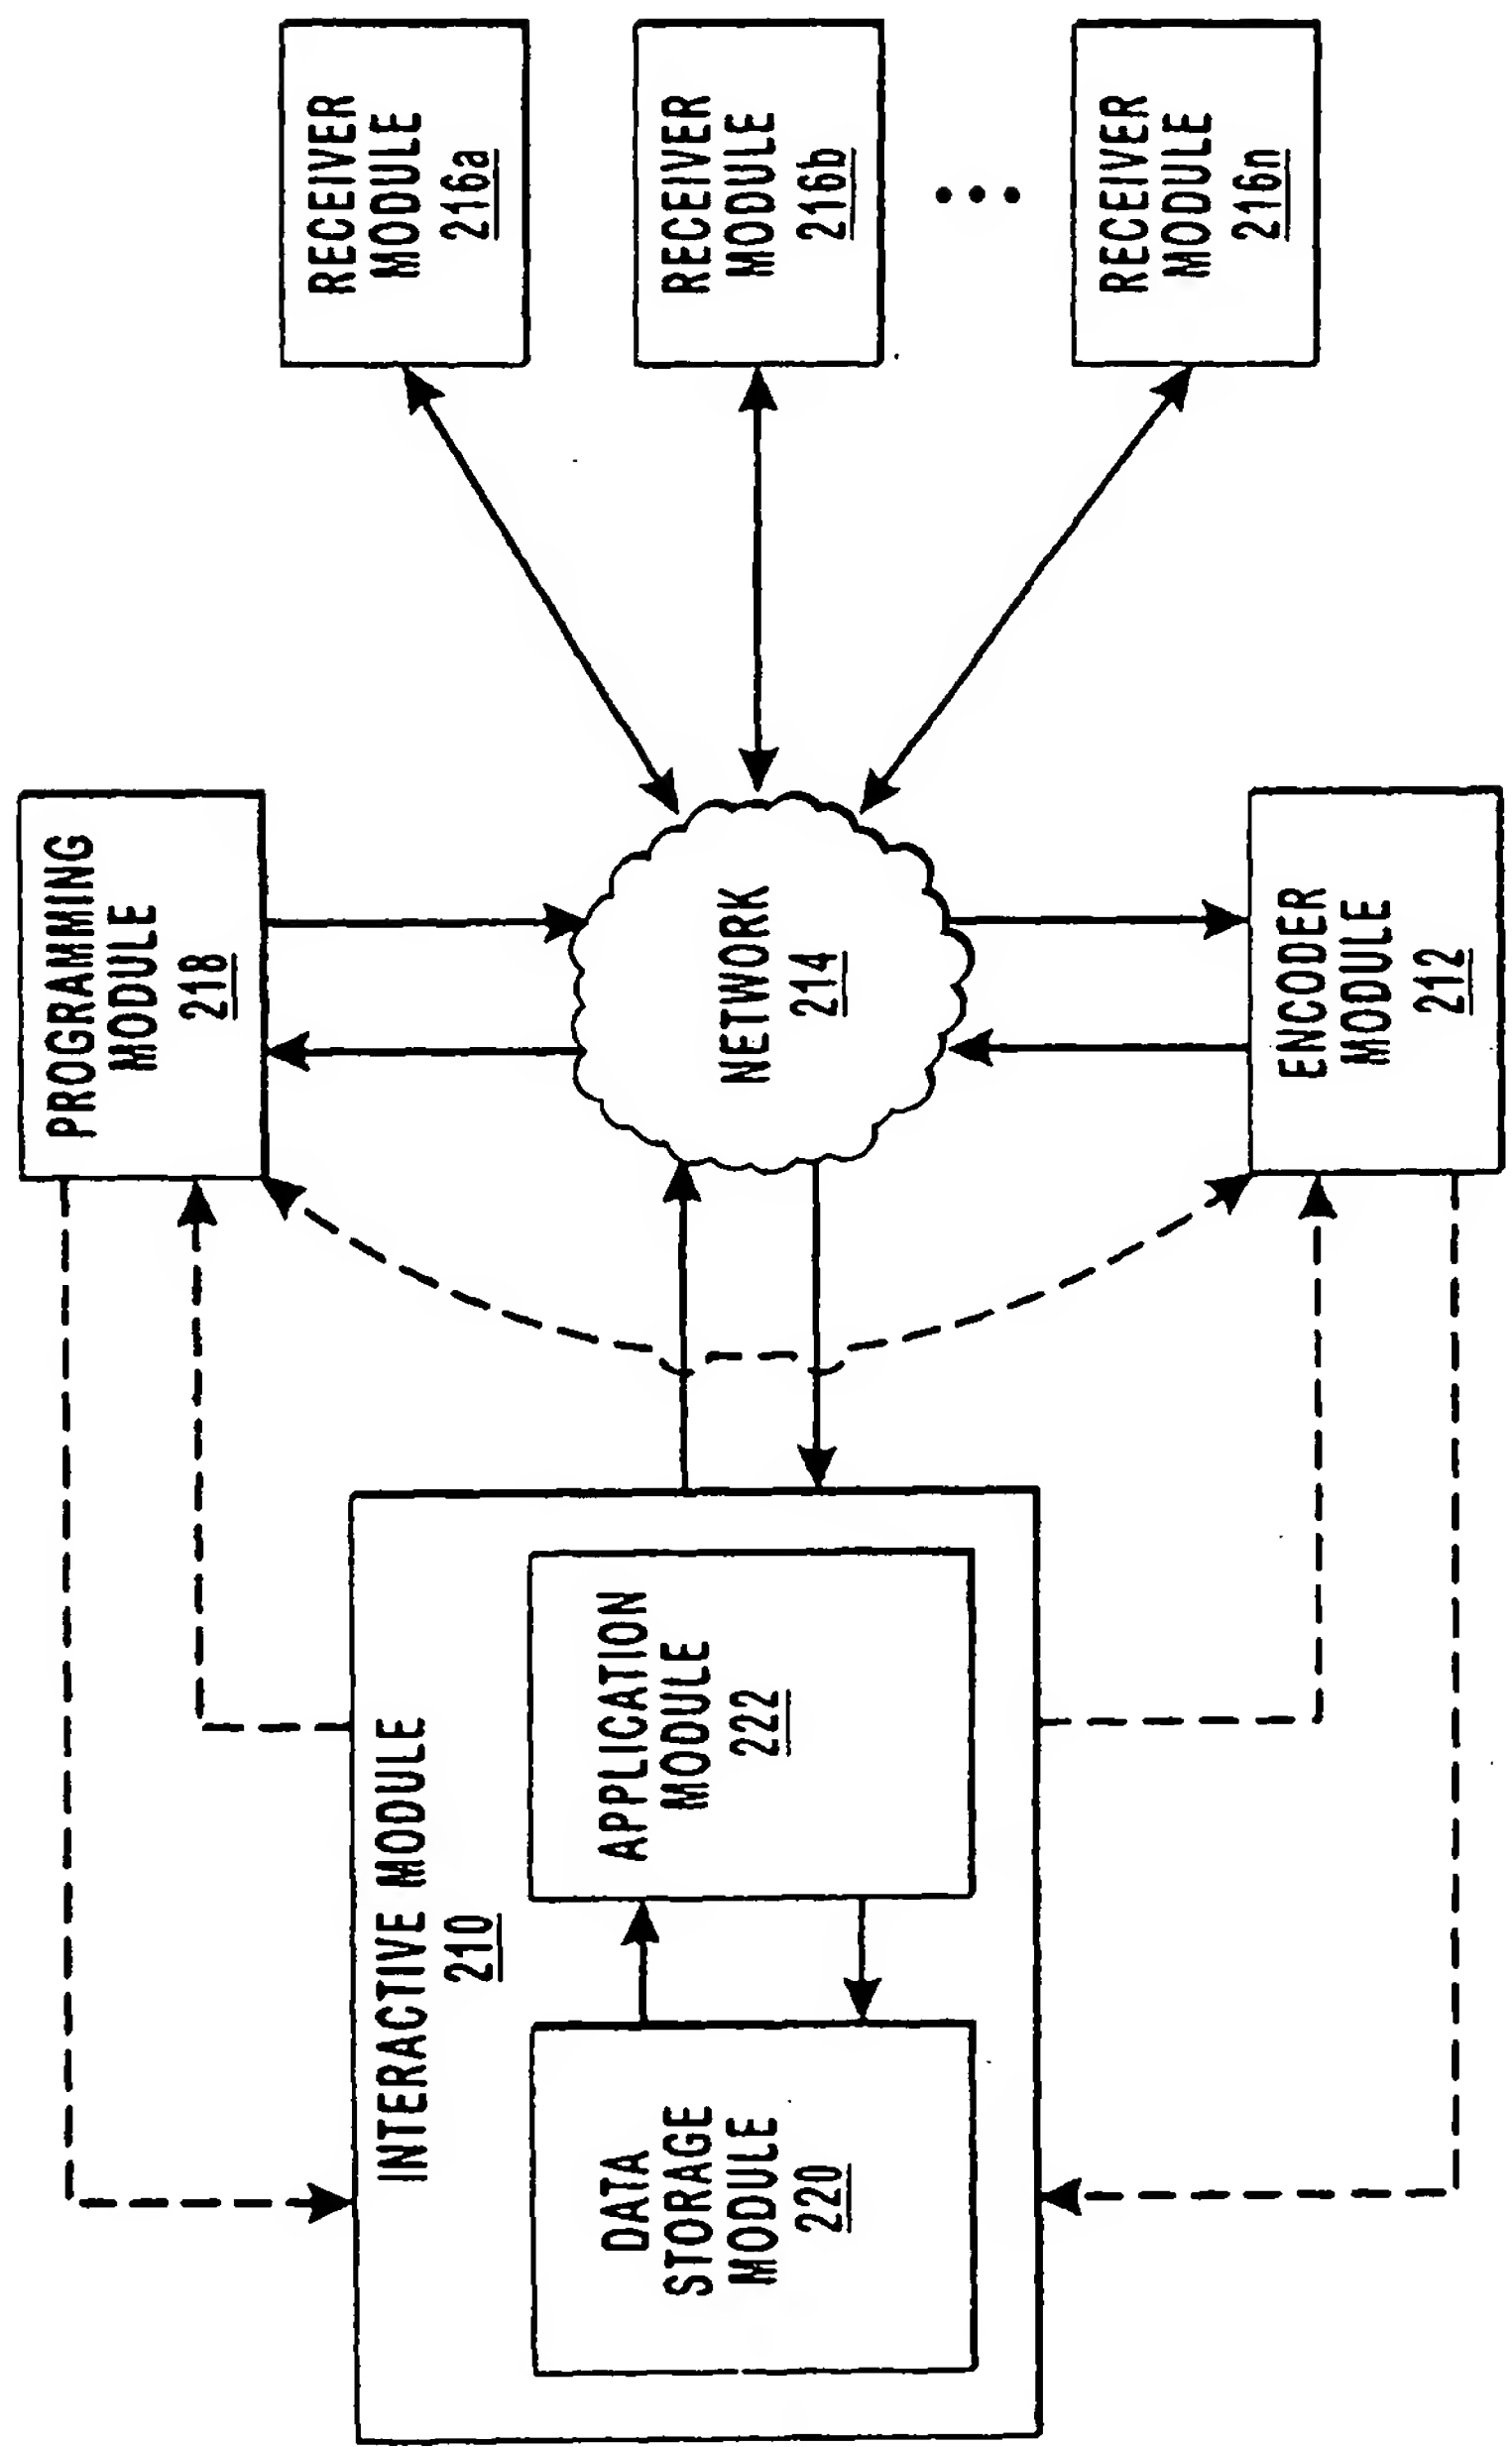 PROGRAMMING
MODULE
218
RECEIVER
MODULE
216a
INTERACTIVE MODULE
210
DATA
STORAGE
MODULE
220
APPLICATION
MODULE
222
NETWORK
214
RECEIVER
MODULE
216b
RECEIVER
MODULE
216n
ENCODER
MODULE
212